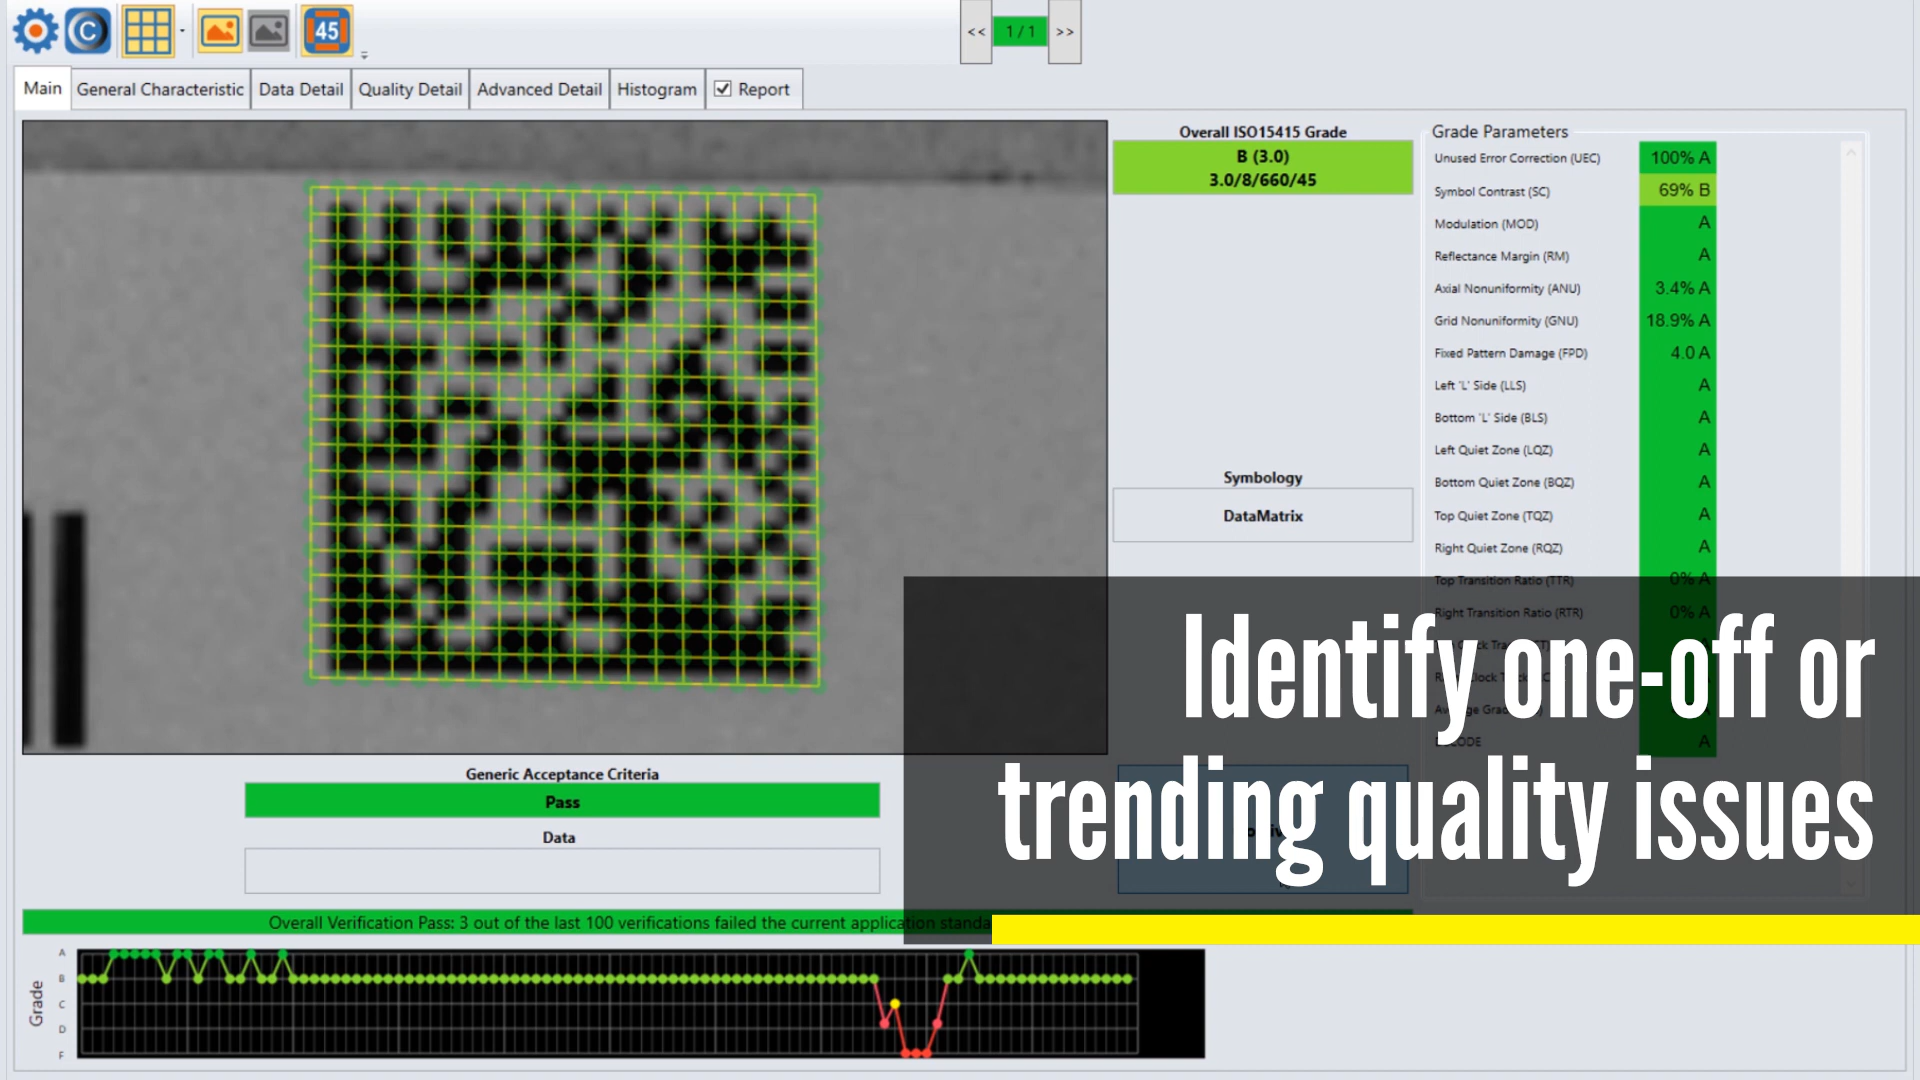 45
<< 1 / 1 >>
Main General Characteristic Data Detail Quality Detail Advanced Detail Histogram Report
Overall ISO15415 Grade
B (3.0)
3.0/8/660/45
Symbology
DataMatrix
Grade Parameters
Unused Error Correction (UEC) 100% A
Symbol Contrast (SC) 69% B
Modulation (MOD) A
Reflectance Margin (RM) A
Axial Nonuniformity (ANU) 3.4% A
Grid Nonuniformity (GNU) 18.9% A
Fixed Pattern Damage (FPD) 4.0 A
Left 'L' Side (LLS) A
Bottom 'L' Side (BLS) A
Left Quiet Zone (LQZ) A
Bottom Quiet Zone (BQZ) A
Top Quiet Zone (TQZ) A
Right Quiet Zone (RQZ) A
Top Transition Ratio (TTR) 0% A
Right Transition Ratio (RTR) 0% A
A
Identify one-off or
trending quality issues
Generic Acceptance Criteria
Pass
Data
Overall Verification Pass: 3 out of the last 100 verifications failed the current application
Grade
A
B
C
D
F